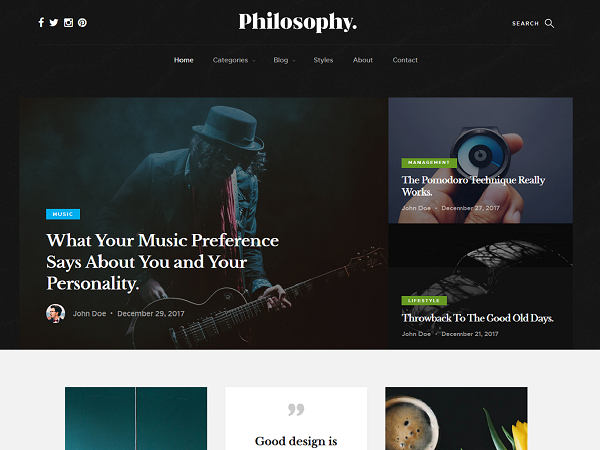 Philosophy.
SEARCH
Home Categories Blog Styles About Contact
MUSIC
What Your Music Preference
Says About You and Your
Personality.
John Doe • December 29, 2017
MANAGEMENT
The Pomodoro Technique Really
Works.
John Doe • December 27, 2017
LIFESTYLE
Throwback To The Good Old Days.
John Doe • December 21, 2017
”
Good design is